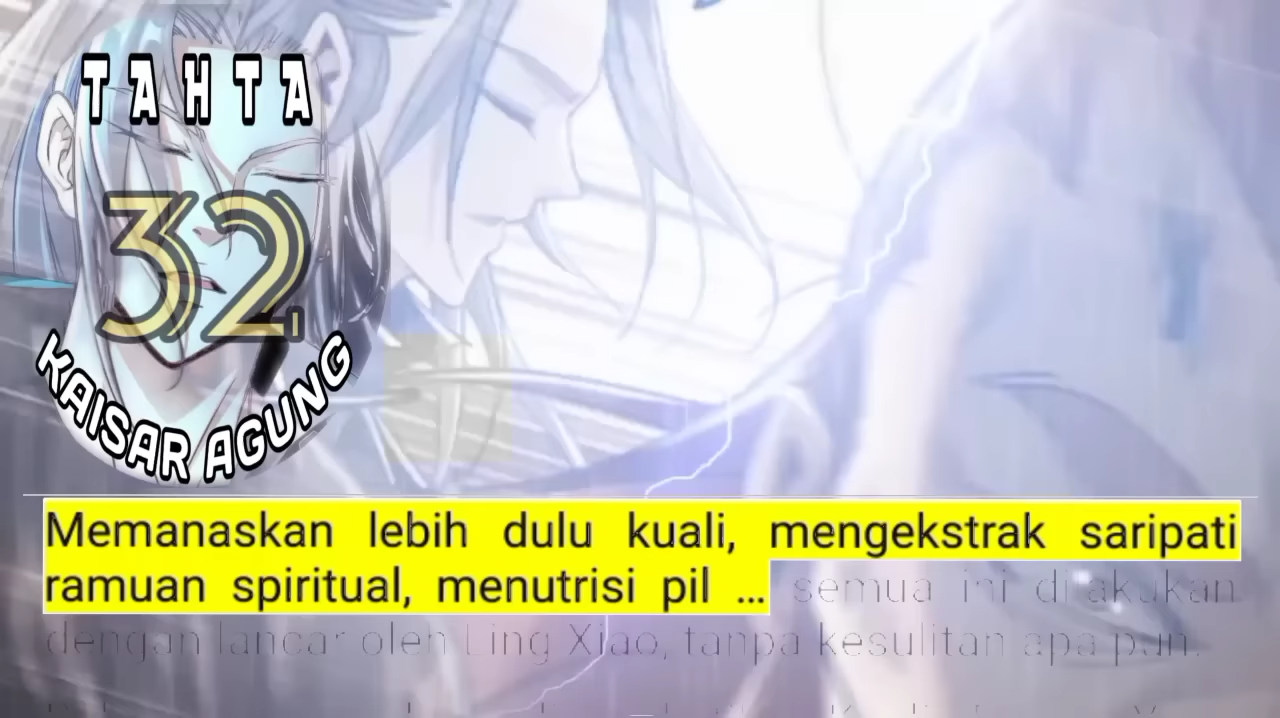 TAHTA
32
KAISAR AGUNG
Memanaskan lebih dulu kuali, mengekstrak saripati
ramuan spiritual, menutrisi pil ... semua ini dilakukan
dengan lancar oleh Ling Xiao, tanpa kesulitan apa pun.